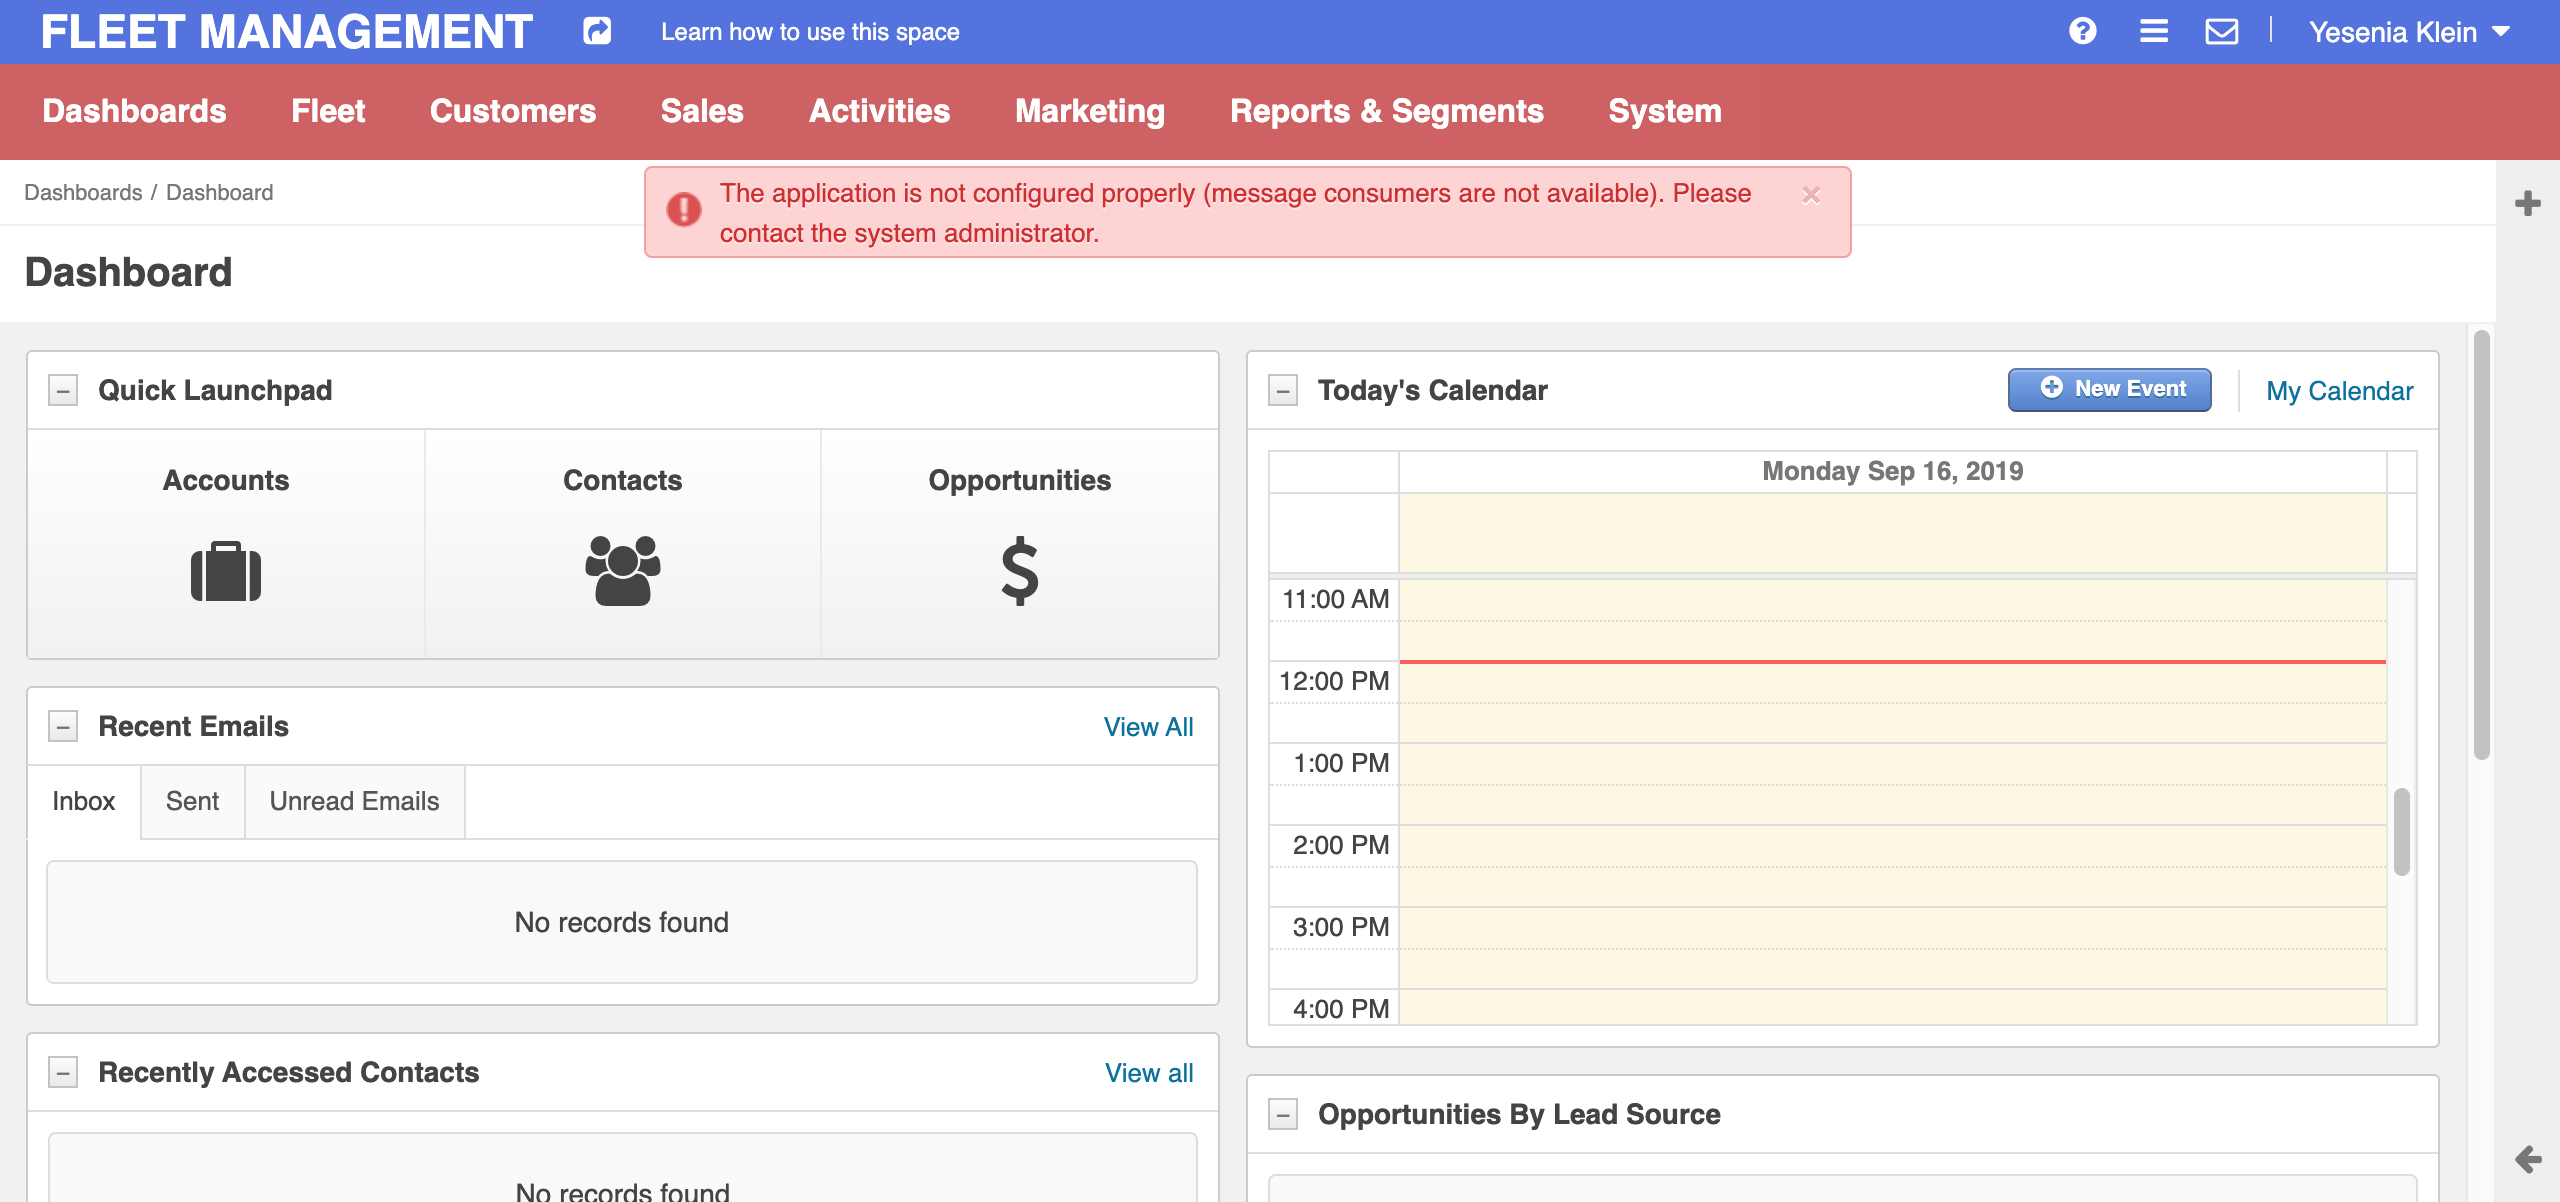 FLEET MANAGEMENT
Learn how to use this space
Yesenia Klein
Dashboards
Fleet
Customers
Sales
Activities
Marketing
Reports & Segments
System
Dashboards / Dashboard
The application is not configured properly (message consumers are not available). Please
contact the system administrator.
Dashboard
Quick Launchpad
Accounts
Contacts
Opportunities
Recent Emails
View All
Inbox
Sent
Unread Emails
No records found
Recently Accessed Contacts
View all
No records found
Today's Calendar
New Event
My Calendar
Monday Sep 16, 2019
11:00 AM
12:00 PM
1:00 PM
2:00 PM
3:00 PM
4:00 PM
Opportunities By Lead Source